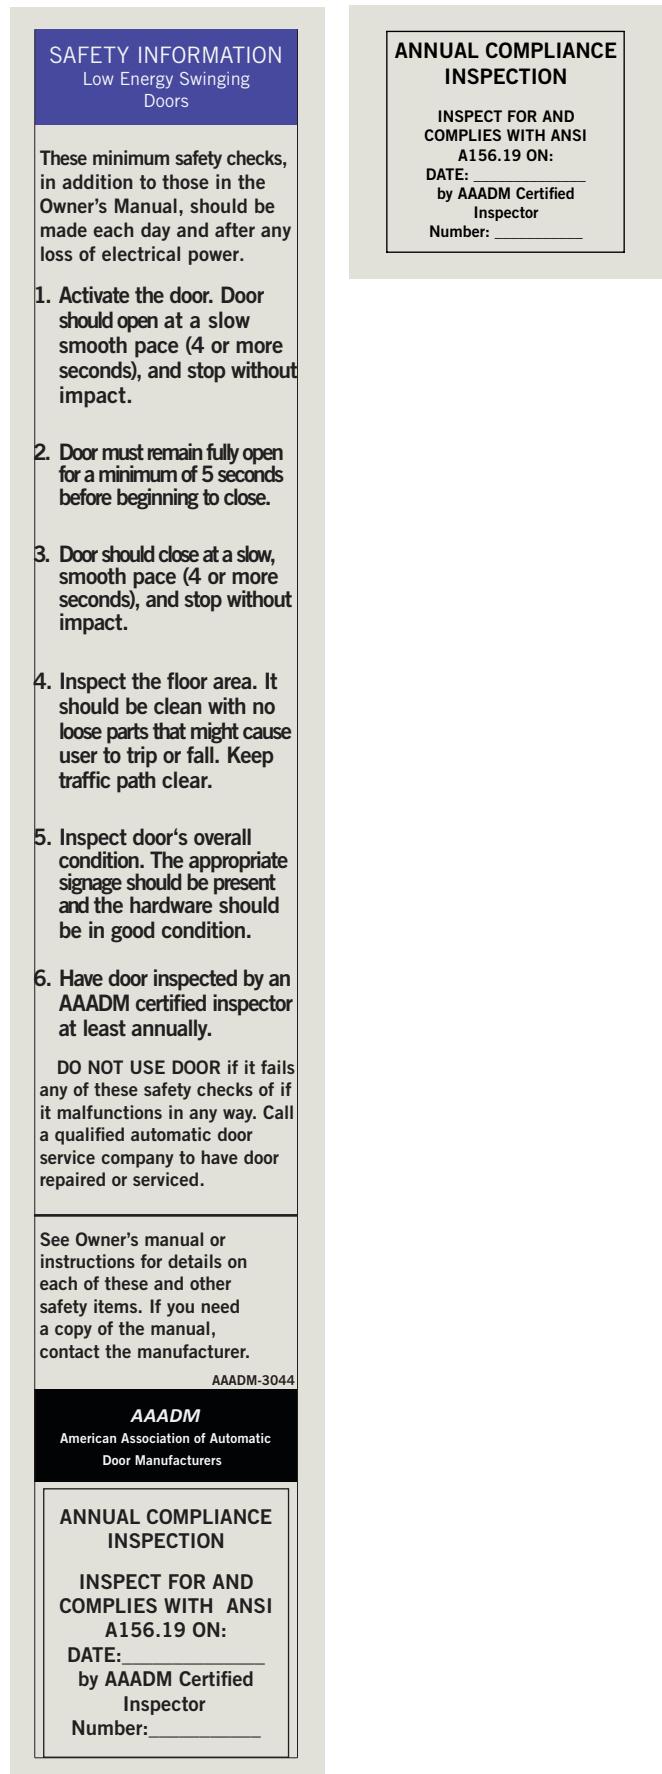 SAFETY INFORMATION
Low Energy Swinging
Doors
These minimum safety checks,
in addition to those in the
Owner’s Manual, should be
made each day and after any
loss of electrical power.
1. Activate the door. Door
should open at a slow
smooth pace (4 or more
seconds), and stop without
impact.
2. Door must remain fully open
for a minimum of 5 seconds
before beginning to close.
3. Door should close at a slow,
smooth pace (4 or more
seconds), and stop without
impact.
4. Inspect the floor area. It
should be clean with no
loose parts that might cause
user to trip or fall. Keep
traffic path clear.
5. Inspect door‘s overall
condition. The appropriate
signage should be present
and the hardware should
be in good condition.
6. Have door inspected by an
AAADM certified inspector
at least annually.
DO NOT USE DOOR if it fails
any of these safety checks of if
it malfunctions in any way. Call
a qualified automatic door
service company to have door
repaired or serviced.
See Owner’s manual or
instructions for details on
each of these and other
safety items. If you need
a copy of the manual,
contact the manufacturer.
AAADM-3044
AAADM
American Association of Automatic
Door Manufacturers
ANNUAL COMPLIANCE
INSPECTION
INSPECT FOR AND
COMPLIES WITH ANSI
A156.19 ON:
DATE:______________
by AAADM Certified
Inspector
Number:___________
ANNUAL COMPLIANCE
INSPECTION
INSPECT FOR AND
COMPLIES WITH ANSI
A156.19 ON:
DATE: ______________
by AAADM Certified
Inspector
Number: ___________